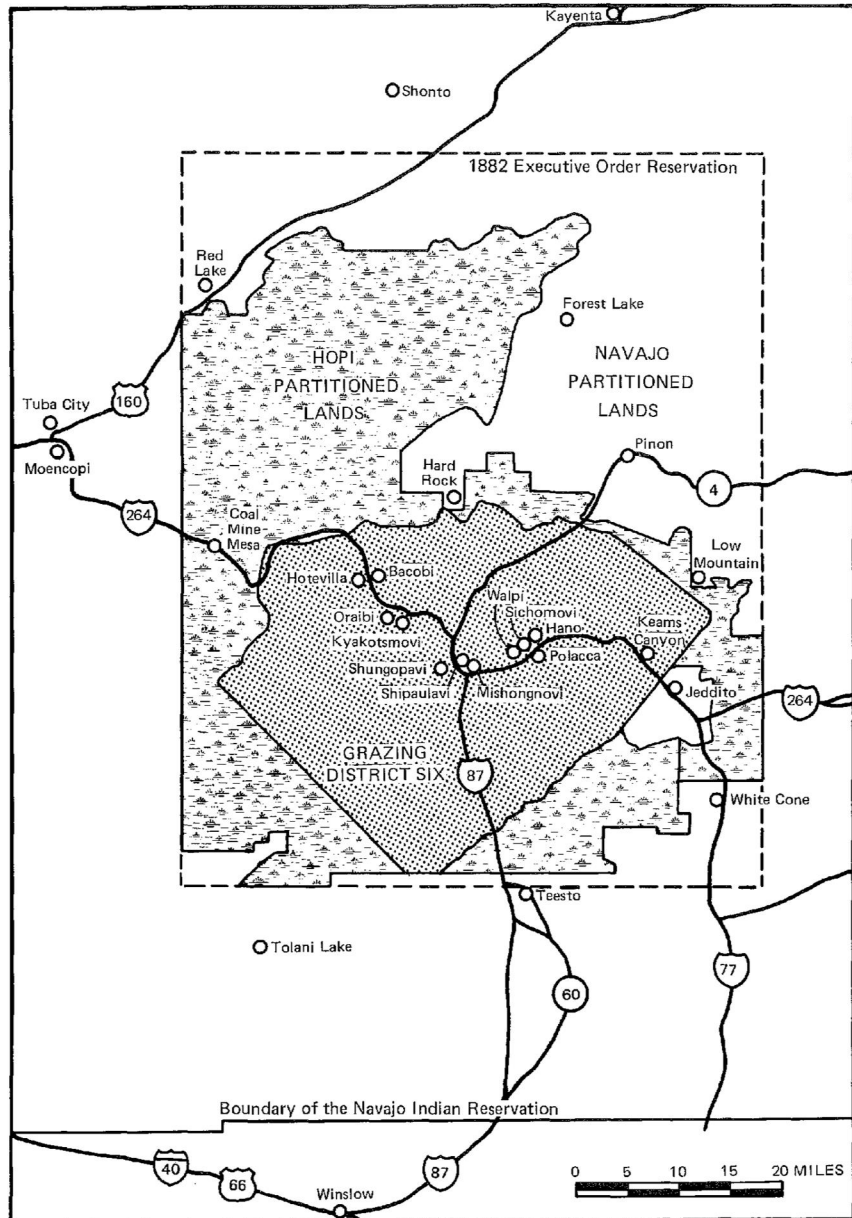 Kayenta
Shonto
1882 Executive Order Reservation
Red
Lake
Forest Lake
HOPI
PARTITIONED
LANDS
NAVAJO
PARTITIONED
LANDS
160
Tuba City
Moencopi
Pinon
Hard
Rock
4
264
Coal
Mine
Mesa
Low
Mountain
Hotevilla
Bacobi
Walpi
Sichomovi
Hano
Oraibi
Kyakotsmovi
Keams
Canyon
Polacca
Shungopavi
Shipaulavi
Mishongnovi
Jeddito
264
GRAZING
DISTRICT SIX
87
White Cone
Teesto
Tolani Lake
77
60
Boundary of the Navajo Indian Reservation
40
66
87
Winslow
0 5 10 15 20 MILES